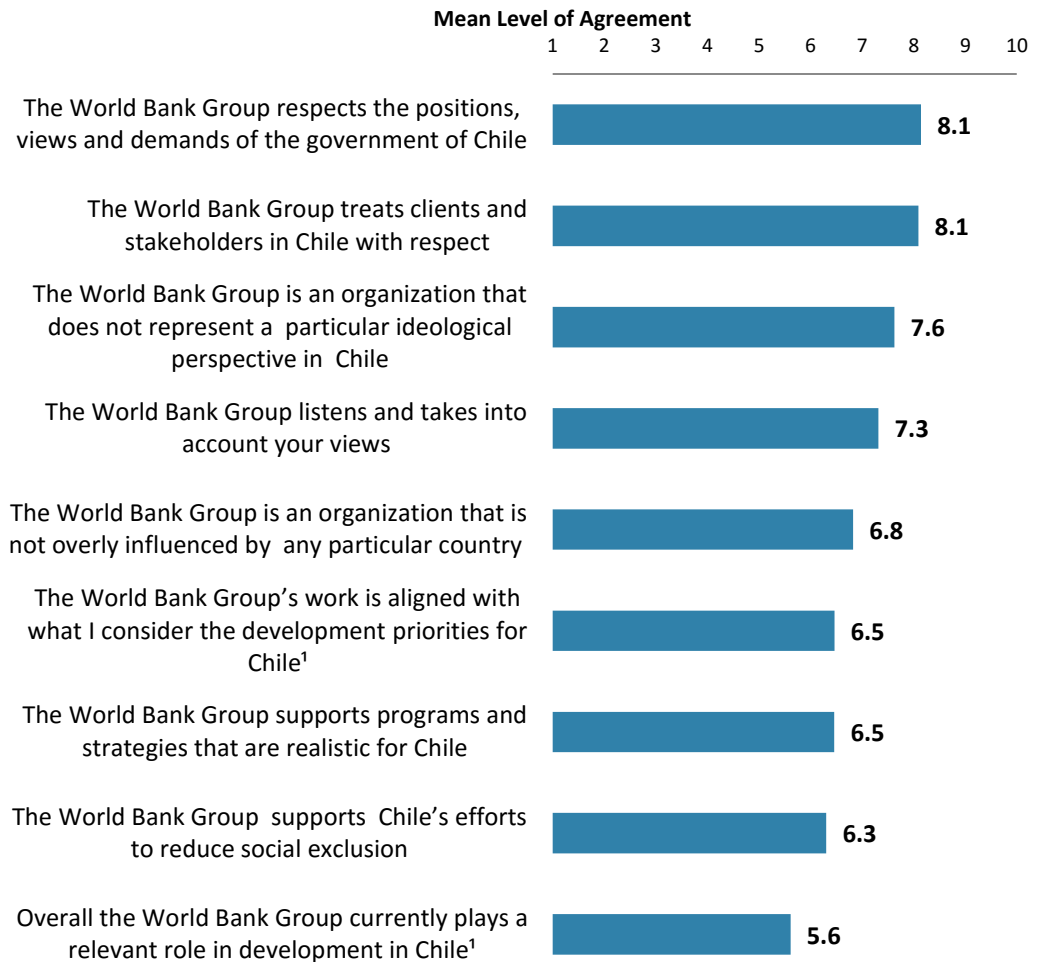 Mean Level of Agreement
1 2 3 4 5 6 7 8 9 10
The World Bank Group respects the positions,
views and demands of the government of Chile
8.1
The World Bank Group treats clients and
stakeholders in Chile with respect
8.1
The World Bank Group is an organization that
does not represent a  particular ideological
perspective in  Chile
7.6
The World Bank Group listens and takes into
account your views
7.3
The World Bank Group is an organization that is
not overly influenced by  any particular country
6.8
The World Bank Group’s work is aligned with
what I consider the development priorities for
Chile¹
6.5
The World Bank Group supports programs and
strategies that are realistic for Chile
6.5
The World Bank Group  supports  Chile’s efforts
to reduce social exclusion
6.3
Overall the World Bank Group currently plays a
relevant role in development in Chile¹
5.6